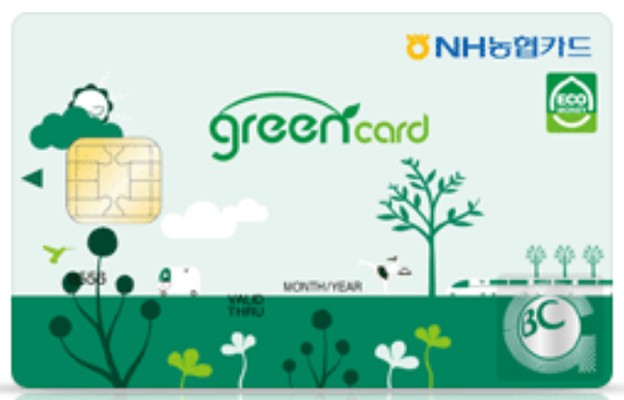 NH농협카드
ECO
MONEY
greencard
MONTH/YEAR
VALID
THRU
BC